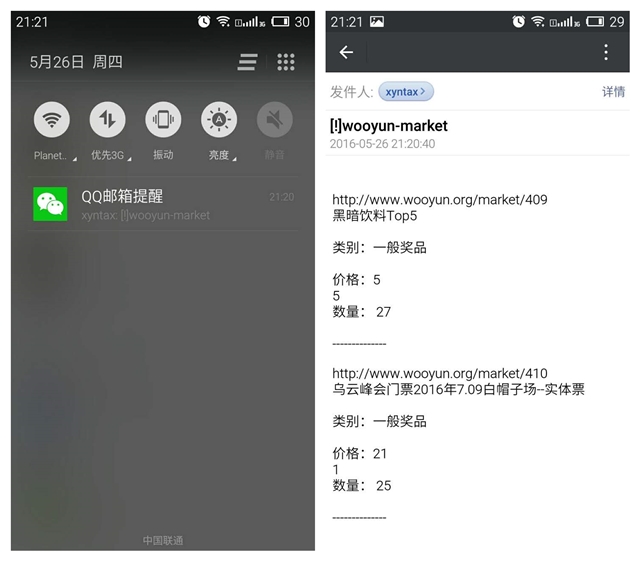 21:21
3G
30
5月26日 周四
Planet..
优先3G
振动
亮度
静音
QQ邮箱提醒
21:20
xyntax: [!]wooyun-market
中国联通
21:21
3G
29
发件人:
xyntax
详情
[!]wooyun-market
2016-05-26 21:20:40
http://www.wooyun.org/market/409
黑暗饮料Top5
类别：一般奖品
价格：5
5
数量： 27
-------------
http://www.wooyun.org/market/410
乌云峰会门票2016年7.09白帽子场--实体票
类别：一般奖品
价格：21
1
数量： 25
-------------